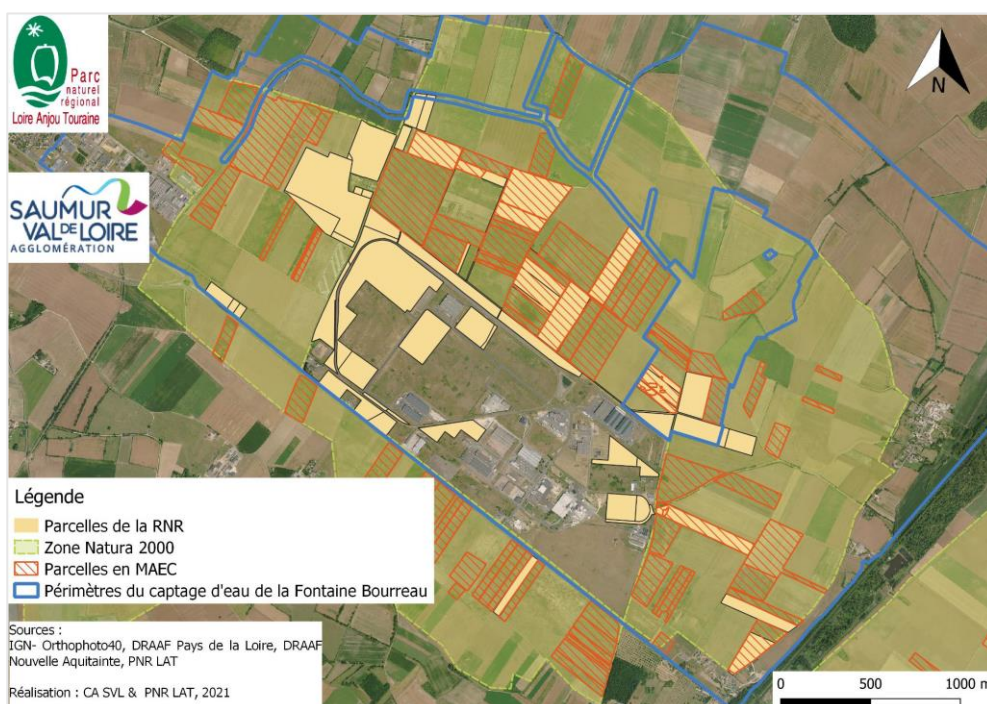 Parc
naturel
régional
Loire Anjou Touraine
N
SAUMUR
VAL DE LOIRE
AGGLOMÉRATION
Légende
Parcelles de la RNR
Zone Natura 2000
Parcelles en MAEC
Périmètres du captage d'eau de la Fontaine Bourreau
Sources :
IGN- Orthophoto40, DRAAF Pays de la Loire, DRAAF
Nouvelle Aquitainte, PNR LAT
Réalisation : CA SVL & PNR LAT, 2021
0 500 1000 m